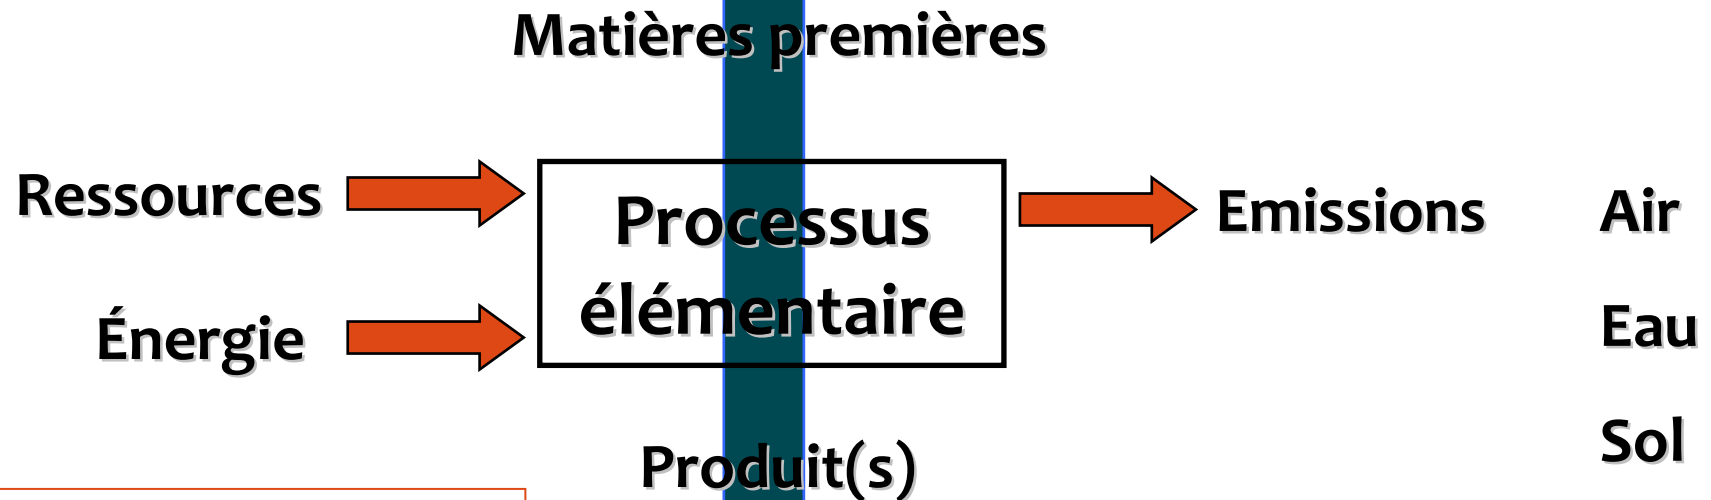 Matières premières
Ressources
Processus
élémentaire
Emissions
Air
Énergie
Eau
Produit(s)
Sol